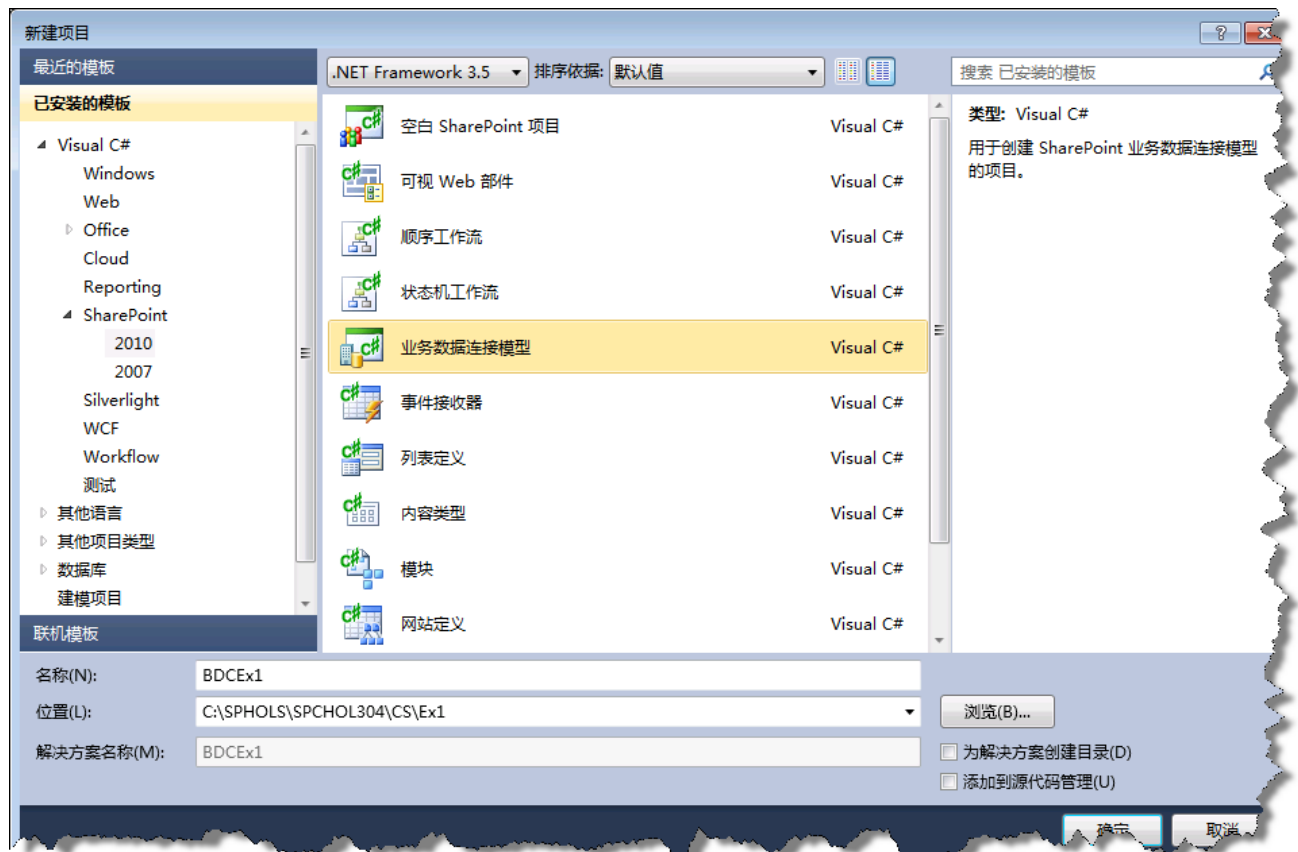 新建项目
最近的模板
.NET Framework 3.5 排序依据: 默认值
搜索 已安装的模板
已安装的模板
Visual C#
Windows
Web
Office
Cloud
Reporting
SharePoint
2010
2007
Silverlight
WCF
Workflow
测试
其他语言
其他项目类型
数据库
建模项目
联机模板
空白 SharePoint 项目 Visual C#
可视 Web 部件 Visual C#
顺序工作流 Visual C#
状态机工作流 Visual C#
业务数据连接模型 Visual C#
事件接收器 Visual C#
列表定义 Visual C#
内容类型 Visual C#
模块 Visual C#
网站定义 Visual C#
类型: Visual C#
用于创建 SharePoint 业务数据连接模型
的项目。
名称(N): BDCEx1
位置(L): C:\SPHOLS\SPCHOL304\CS\Ex1 浏览(B)...
解决方案名称(M): BDCEx1
为解决方案创建目录(D)
添加到源代码管理(U)
确定 取消